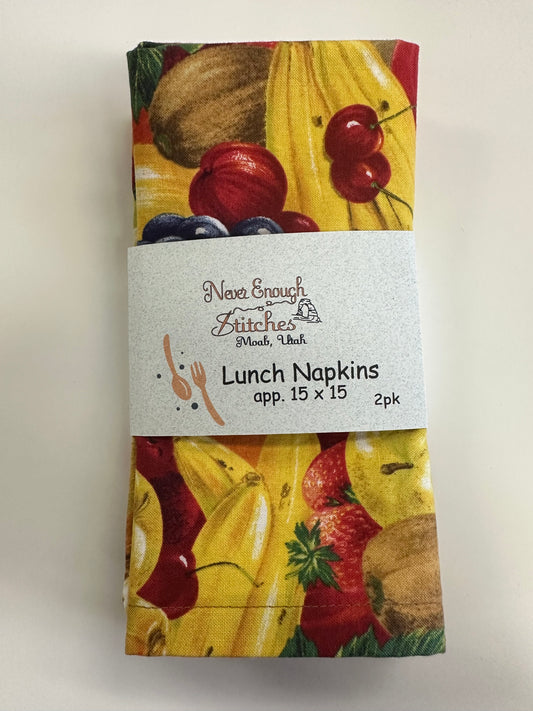 Never Enough
Stitches
Moab, Utah
Lunch Napkins
app. 15 x 15
2pk